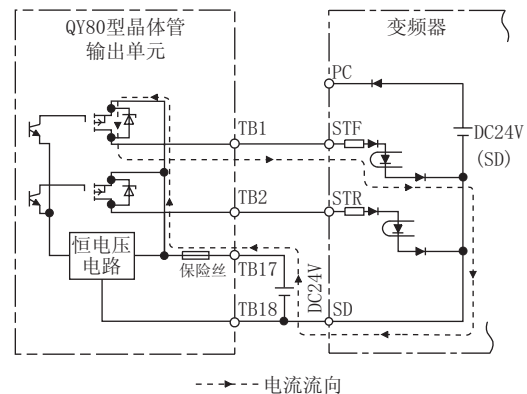 QY80型晶体管
输出单元
变频器
PC
TB1
STF
DC24V
(SD)
TB2
STR
恒电压
电路
保险丝
TB17
DC24V
TB18
SD
电流流向